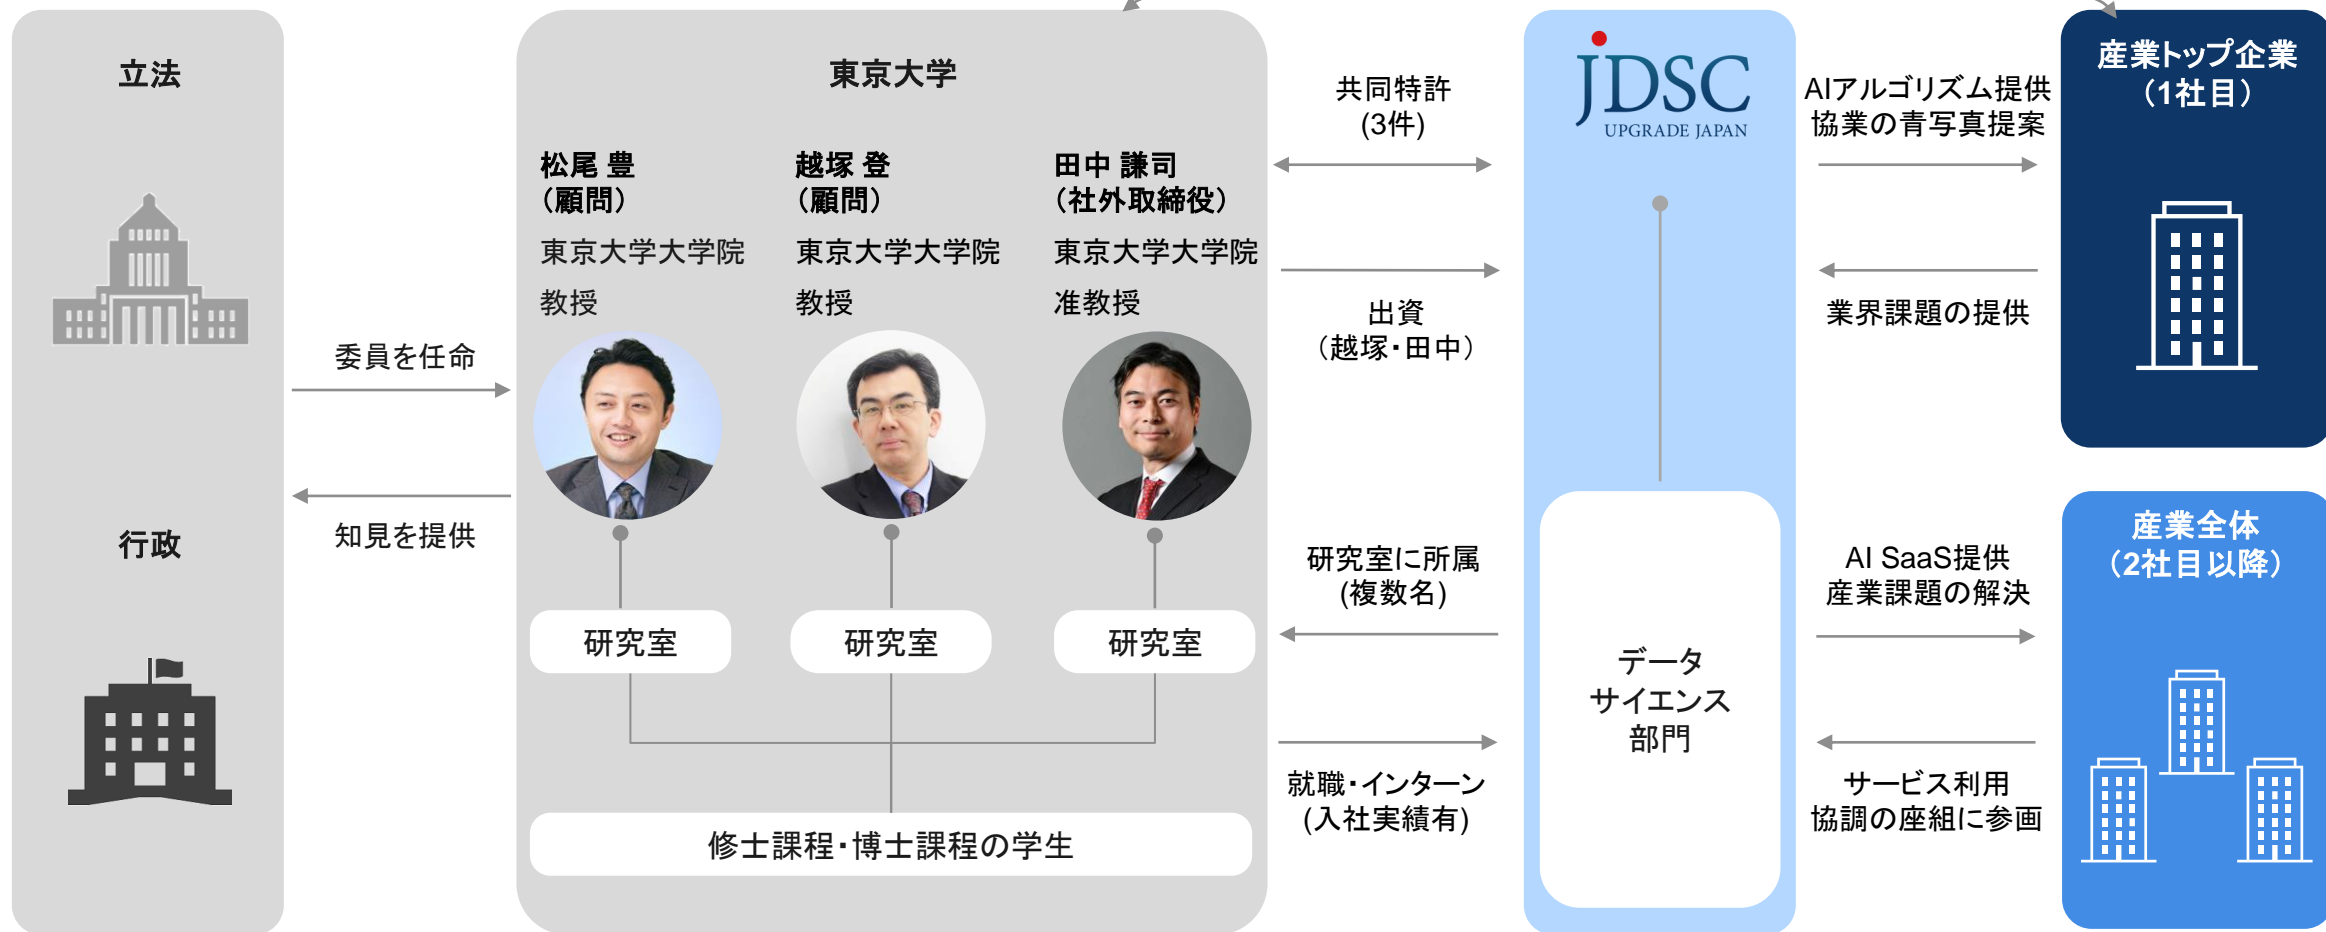 立法
行政
委員を任命
知見を提供
東京大学
松尾 豊
（顧問）
東京大学大学院
教授
越塚 登
（顧問）
東京大学大学院
教授
田中 謙司
（社外取締役）
東京大学大学院
准教授
研究室
研究室
研究室
修士課程・博士課程の学生
共同特許
(3件)
出資
（越塚・田中）
研究室に所属
(複数名)
就職・インターン
(入社実績有)
JDSC
UPGRADE JAPAN
データ
サイエンス
部門
AIアルゴリズム提供
協業の青写真提案
業界課題の提供
AI SaaS提供
産業課題の解決
サービス利用
協調の座組に参画
産業トップ企業
（1社目）
産業全体
（2社目以降）